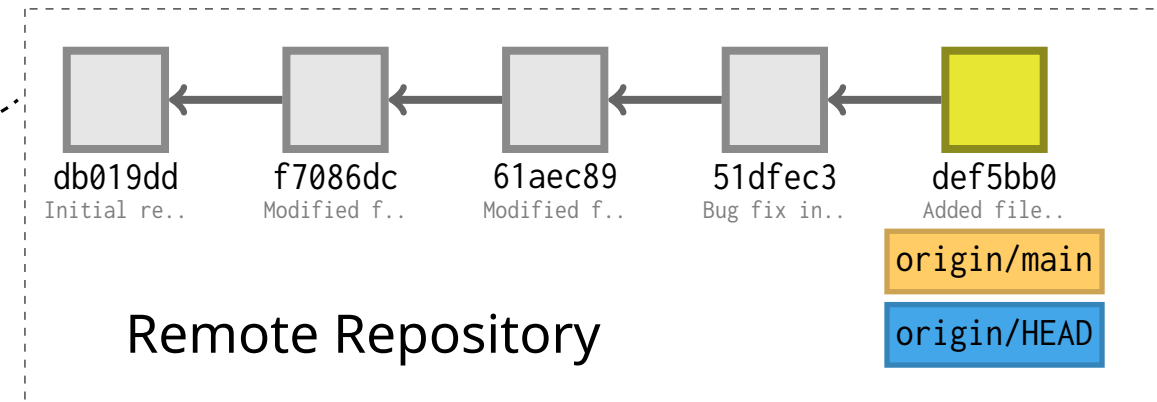 db019dd f7086dc 61aec89 51dfec3 def5bb0
Initial re.. Modified f.. Modified f.. Bug fix in.. Added file..
origin/main
Remote Repository
origin/HEAD